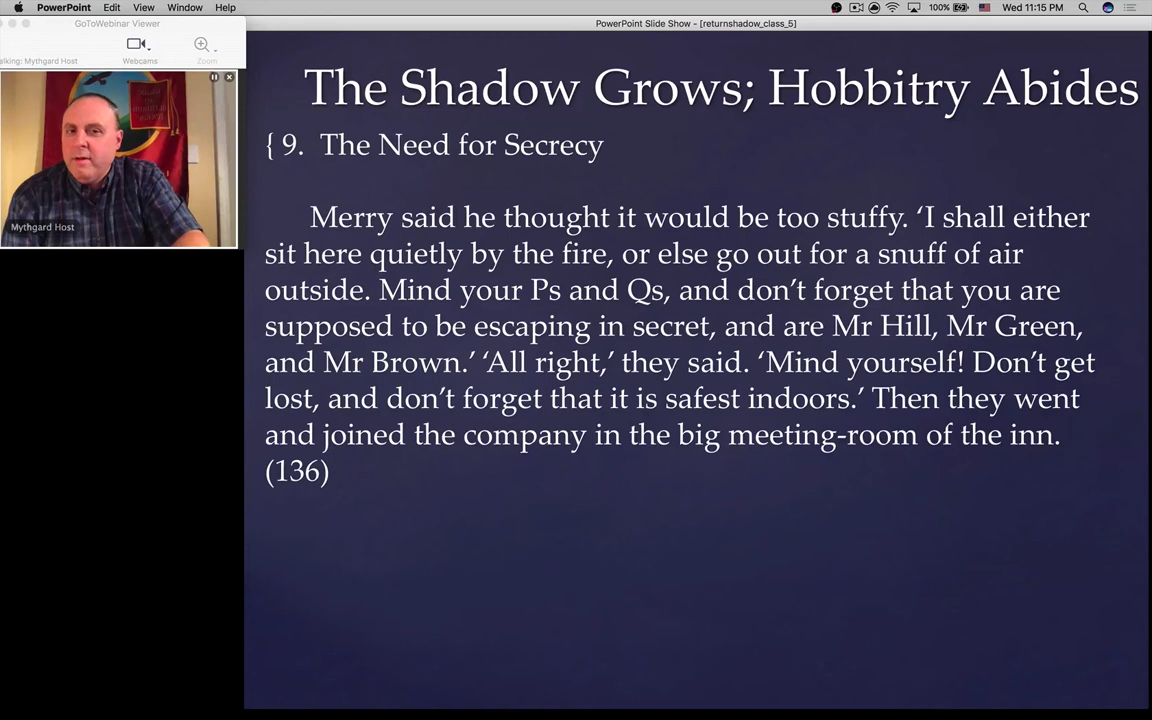 PowerPoint Edit View Window Help
100% Wed 11:15 PM
GoToWebinar Viewer
PowerPoint Slide Show - [returnshadow_class_5]
alking: Mythgard Host
Webcams
Zoom
Mythgard Host
The Shadow Grows; Hobbitry Abides
{ 9. The Need for Secrecy
Merry said he thought it would be too stuffy. ‘I shall either
sit here quietly by the fire, or else go out for a snuff of air
outside. Mind your Ps and Qs, and don’t forget that you are
supposed to be escaping in secret, and are Mr Hill, Mr Green,
and Mr Brown.’ ‘All right,’ they said. ‘Mind yourself! Don’t get
lost, and don’t forget that it is safest indoors.’ Then they went
and joined the company in the big meeting-room of the inn.
(136)